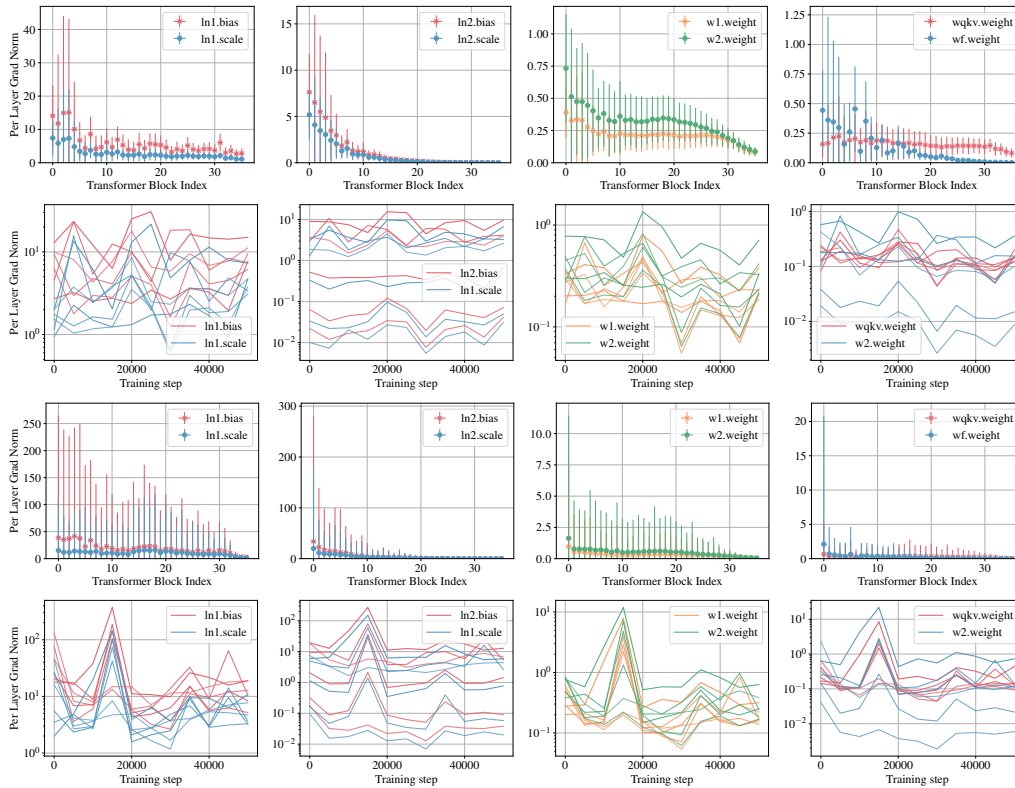 Per Layer Grad Norm
40
30
20
10
0
ln1.bias
ln1.scale
0 10 20 30
Transformer Block Index
15
10
5
0
ln2.bias
ln2.scale
0 10 20 30
Transformer Block Index
1.00
0.75
0.50
0.25
0.00
w1.weight
w2.weight
0 10 20 30
Transformer Block Index
1.25
1.00
0.75
0.50
0.25
0.00
wqkv.weight
wf.weight
0 10 20 30
Transformer Block Index
Per Layer Grad Norm
10¹
10⁰
ln1.bias
ln1.scale
0 20000 40000
Training step
10¹
10⁰
10⁻¹
10⁻²
ln2.bias
ln1.scale
0 20000 40000
Training step
10⁰
10⁻¹
w1.weight
w2.weight
0 20000 40000
Training step
10⁰
10⁻¹
10⁻²
wqkv.weight
w2.weight
0 20000 40000
Training step
Per Layer Grad Norm
250
200
150
100
50
0
ln1.bias
ln1.scale
0 10 20 30
Transformer Block Index
300
200
100
0
ln2.bias
ln2.scale
0 10 20 30
Transformer Block Index
10.0
7.5
5.0
2.5
0.0
w1.weight
w2.weight
0 10 20 30
Transformer Block Index
20
15
10
5
0
wqkv.weight
wf.weight
0 10 20 30
Transformer Block Index
Per Layer Grad Norm
10²
10¹
10⁰
ln1.bias
ln1.scale
0 20000 40000
Training step
10²
10¹
10⁰
10⁻¹
10⁻²
ln2.bias
ln1.scale
0 20000 40000
Training step
10¹
10⁰
10⁻¹
w1.weight
w2.weight
0 20000 40000
Training step
10¹
10⁰
10⁻¹
10⁻²
10⁻³
wqkv.weight
w2.weight
0 20000 40000
Training step